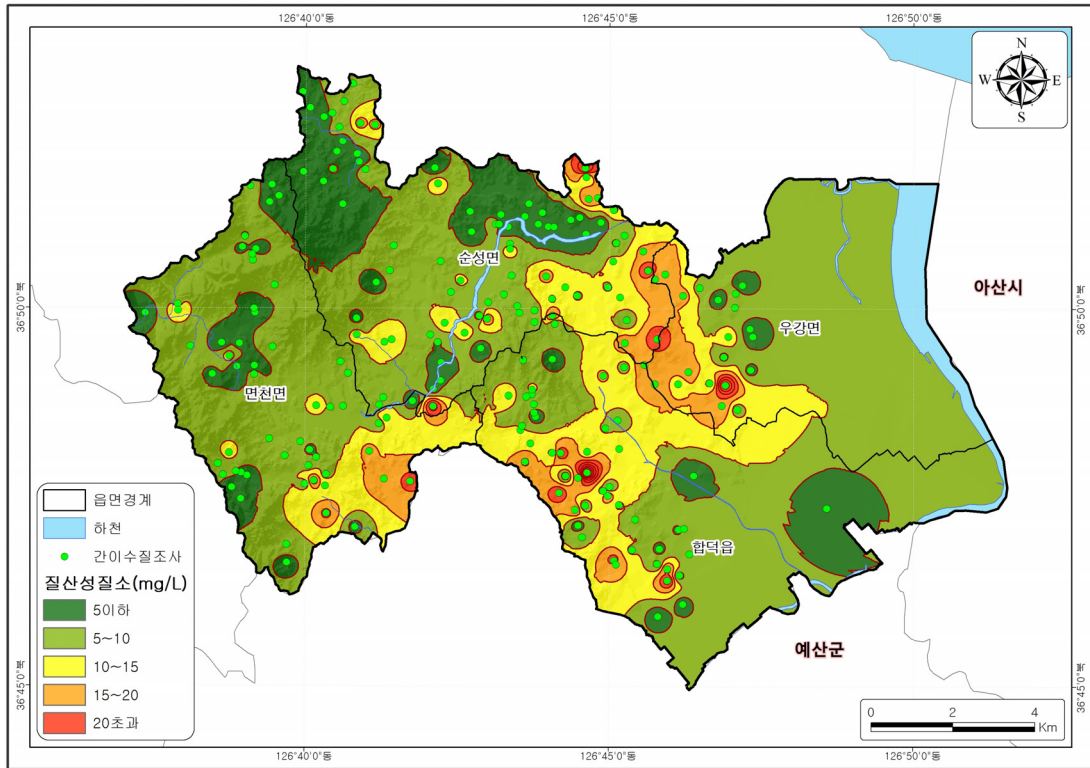 126°40'0"동
126°45'0"동
126°50'0"동
N
W
E
S
순성면
36°50'0"북
36°50'0"북
아산시
우강면
면천면
합덕읍
예산군
읍면경계
하천
간이수질조사
질산성질소(mg/L)
5이하
5~10
10~15
15~20
20초과
36°45'0"북
36°45'0"북
0
2
4
Km
126°40'0"동
126°45'0"동
126°50'0"동